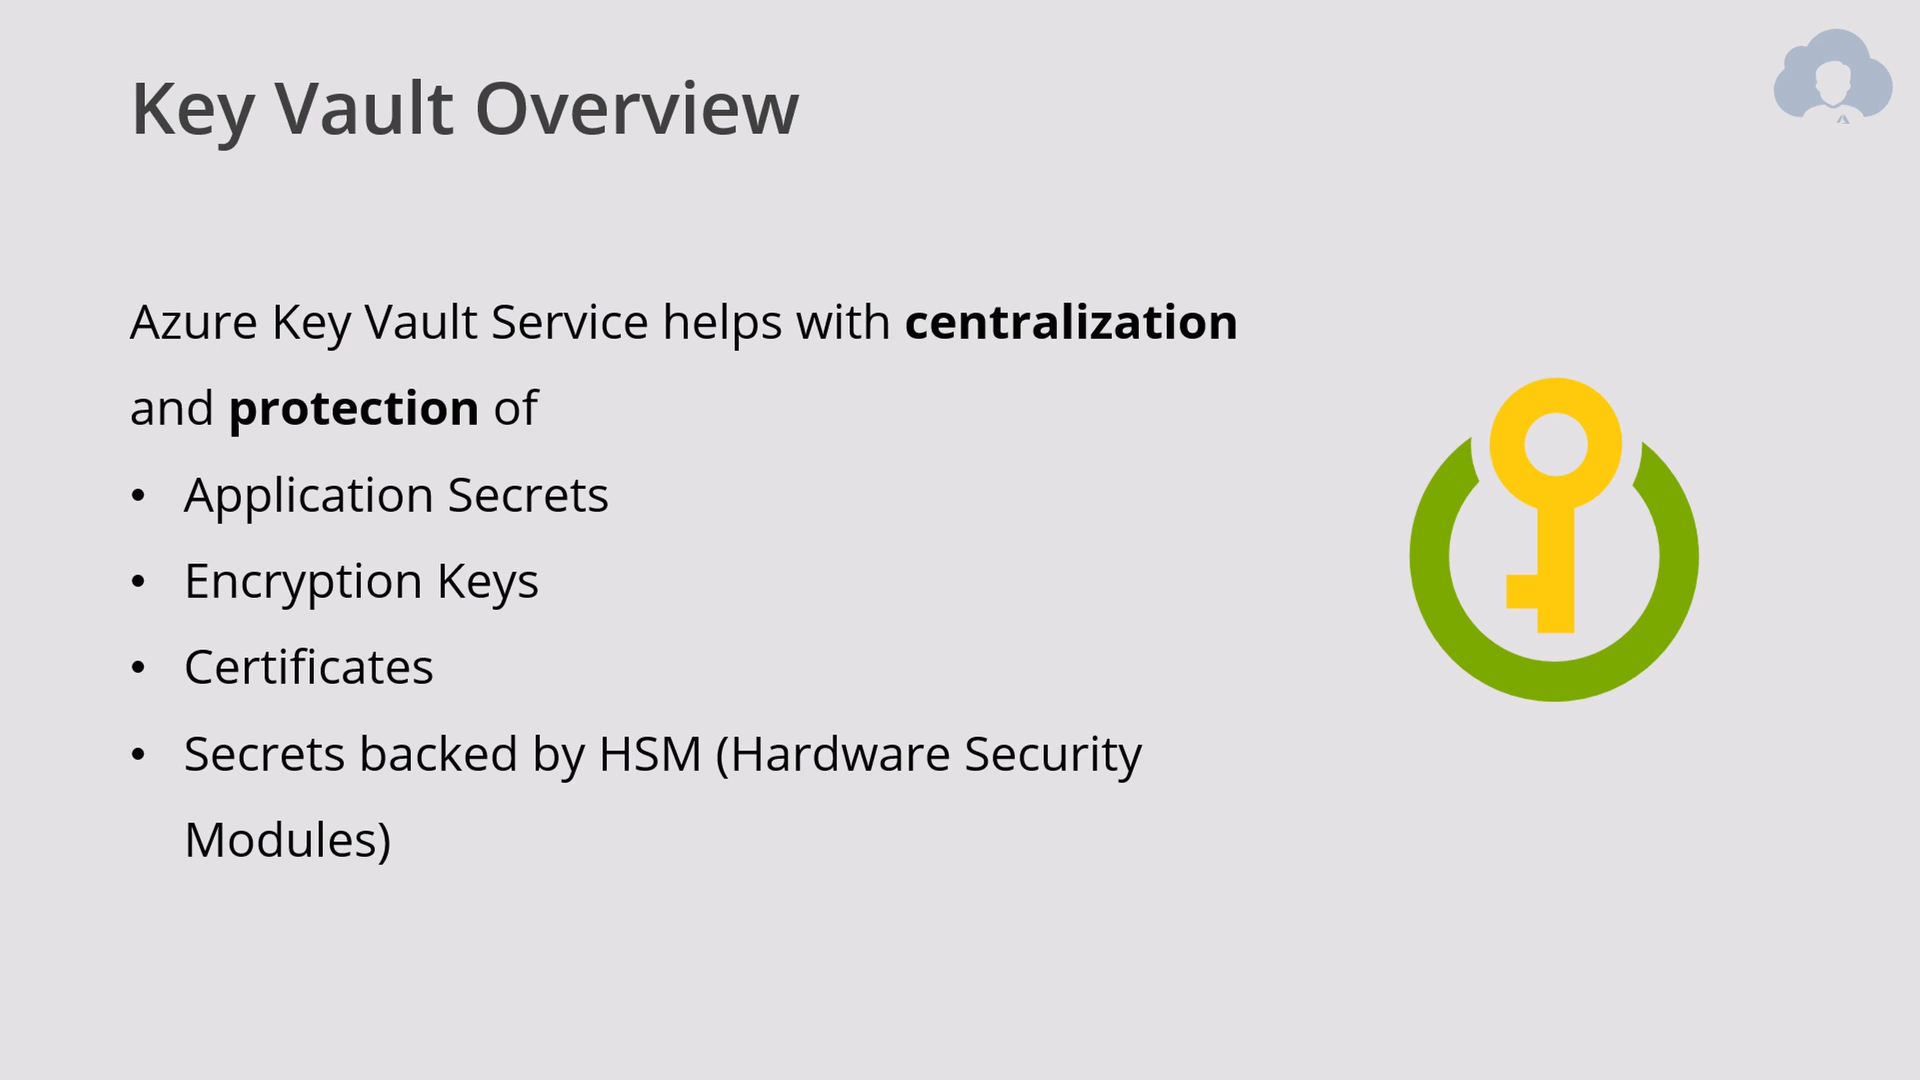 Key Vault Overview
Azure Key Vault Service helps with centralization
and protection of
• Application Secrets
• Encryption Keys
• Certificates
• Secrets backed by HSM (Hardware Security
Modules)